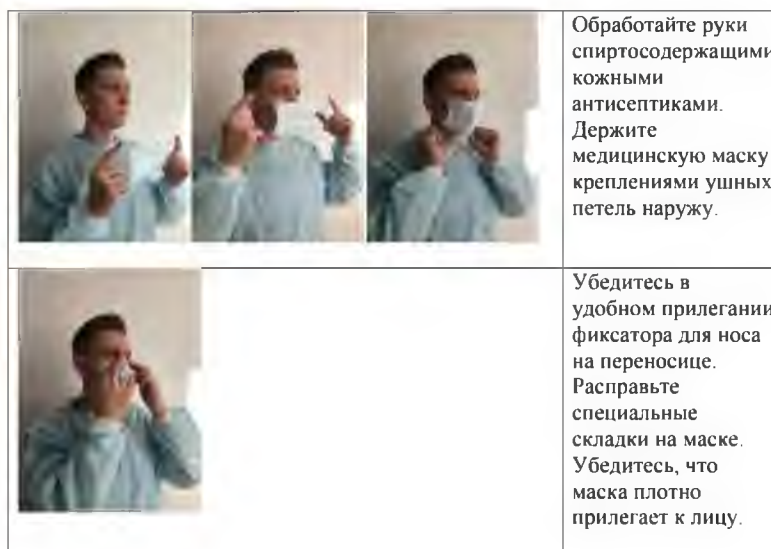 Обработайте руки
спиртосодержащими
кожными
антисептиками.
Держите
медицинскую маску
креплениями ушных
петель наружу.
Убедитесь в
удобном прилегании
фиксатора для носа
на переносице.
Расправьте
специальные
складки на маске.
Убедитесь, что
маска плотно
прилегает к лицу.